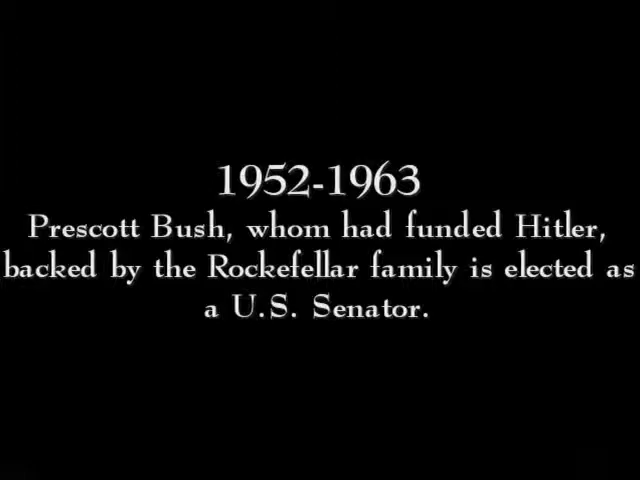 1952-1963
Prescott Bush, whom had funded Hitler,
backed by the Rockefellar family is elected as
a U.S. Senator.